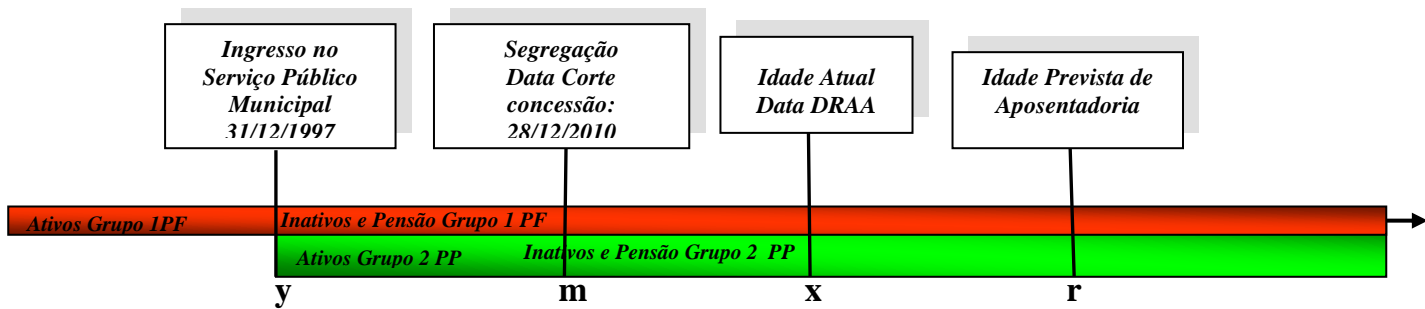 Ingresso no
Serviço Público
Municipal
31/12/1997
Segregação
Data Corte
concessão:
28/12/2010
Idade Atual
Data DRAA
Idade Prevista de
Aposentadoria
Ativos Grupo 1PF
Inativos e Pensão Grupo 1 PF
Ativos Grupo 2 PP
Inativos e Pensão Grupo 2 PP
y
m
x
r